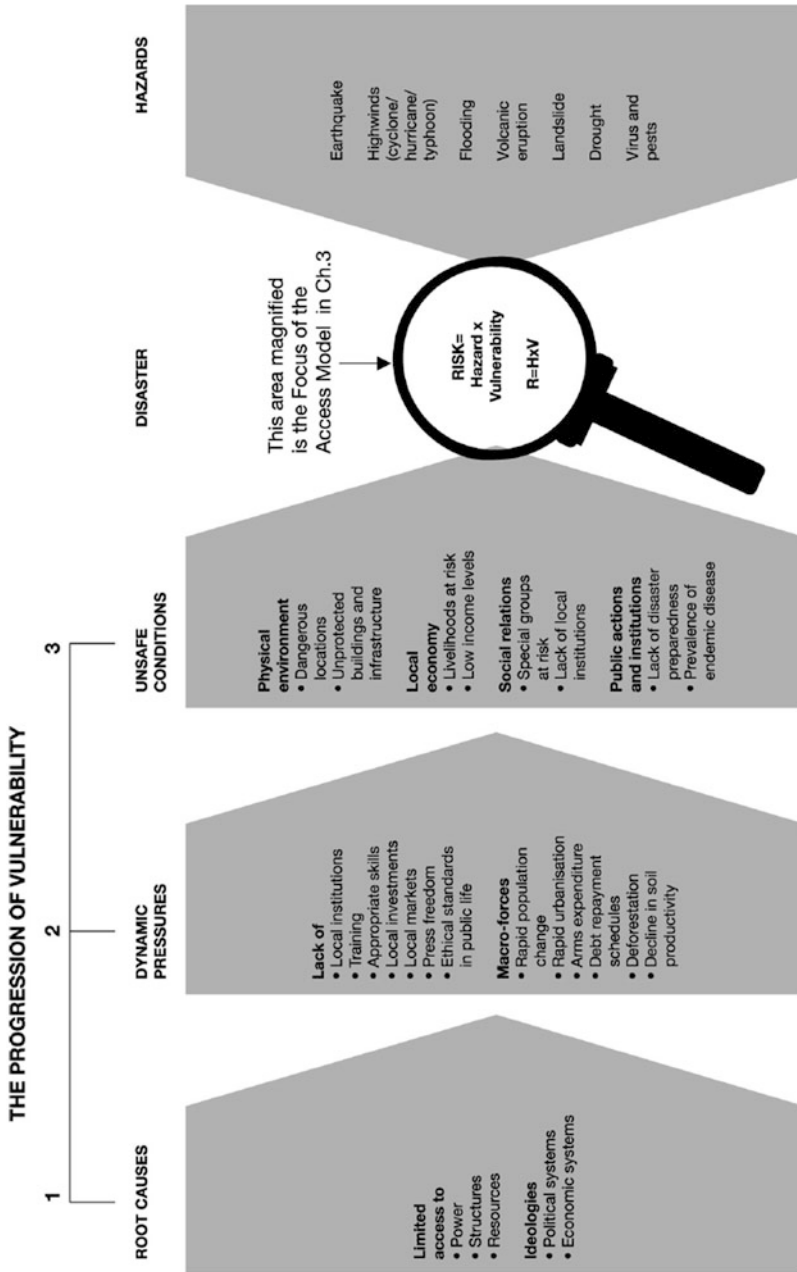 THE PROGRESSION OF VULNERABILITY
1
2
3
ROOT CAUSES
Limited
access to
• Power
• Structures
• Resources
Ideologies
• Political systems
• Economic systems
DYNAMIC
PRESSURES
Lack of
• Local institutions
• Training
• Appropriate skills
• Local investments
• Local markets
• Press freedom
• Ethical standards
in public life
Macro-forces
• Rapid population
change
• Rapid urbanisation
• Arms expenditure
• Debt repayment
schedules
• Deforestation
• Decline in soil
productivity
UNSAFE
CONDITIONS
Physical
environment
• Dangerous
locations
• Unprotected
buildings and
infrastructure
Local
economy
• Livelihoods at risk
• Low income levels
Social relations
• Special groups
at risk
• Lack of local
institutions
Public actions
and institutions
• Lack of disaster
preparedness
• Prevalence of
endemic disease
DISASTER
This area magnified
is the Focus of the
Access Model in Ch.3
RISK=
Hazard x
Vulnerability
R=HxV
HAZARDS
Earthquake
Highwinds
(cyclone/
hurricane/
typhoon)
Flooding
Volcanic
eruption
Landslide
Drought
Virus and
pests